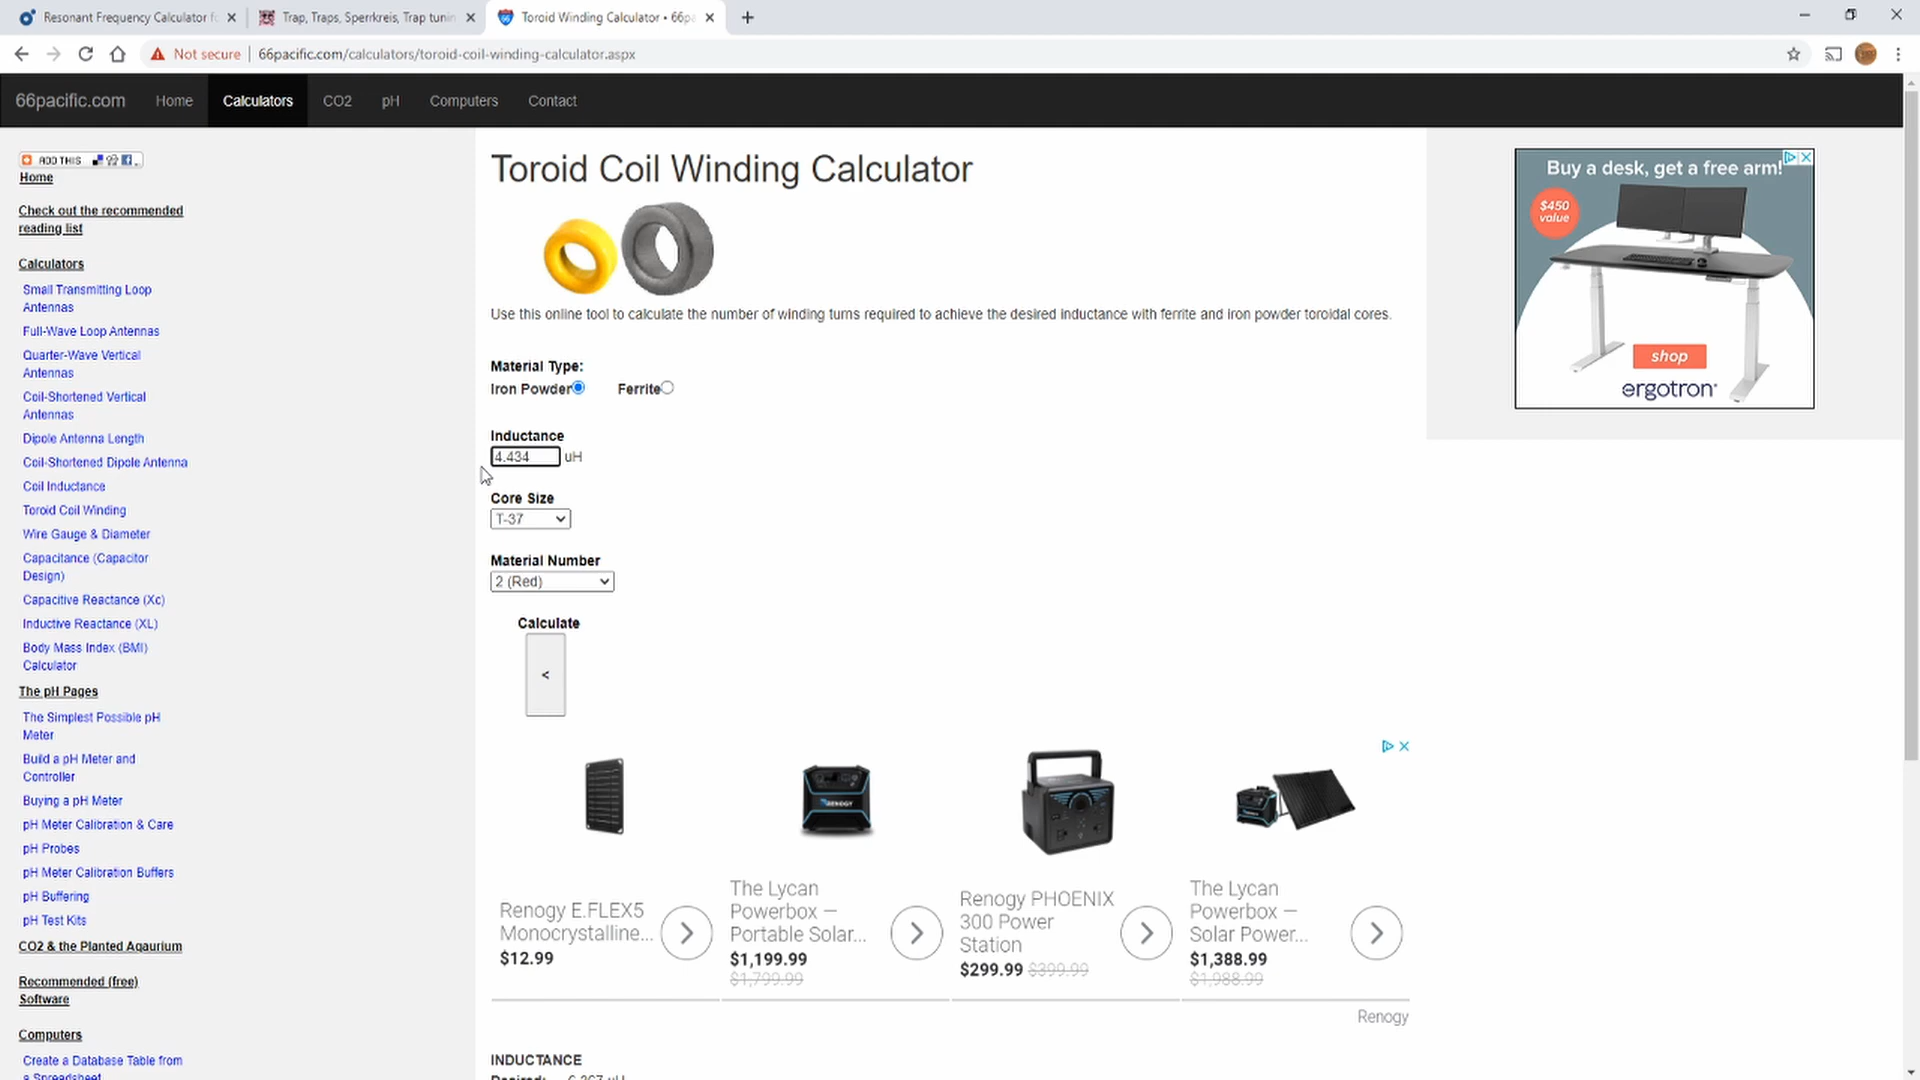 Resonant Frequency Calculator fo
Trap, Traps, Sperrkreis, Trap tunin
Toroid Winding Calculator • 66pa
Not secure
66pacific.com/calculators/toroid-coil-winding-calculator.aspx
66pacific.com
Home
Calculators
CO2
pH
Computers
Contact
ADD THIS
Home
Check out the recommended
reading list
Calculators
Small Transmitting Loop
Antennas
Full-Wave Loop Antennas
Quarter-Wave Vertical
Antennas
Coil-Shortened Vertical
Antennas
Dipole Antenna Length
Coil-Shortened Dipole Antenna
Coil Inductance
Toroid Coil Winding
Wire Gauge & Diameter
Capacitance (Capacitor
Design)
Capacitive Reactance (Xc)
Inductive Reactance (XL)
Body Mass Index (BMI)
Calculator
The pH Pages
The Simplest Possible pH
Meter
Build a pH Meter and
Controller
Buying a pH Meter
pH Meter Calibration & Care
pH Probes
pH Meter Calibration Buffers
pH Buffering
pH Test Kits
CO2 & the Planted Aqaurium
Recommended (free)
Software
Computers
Create a Database Table from
a Spreadsheet
Toroid Coil Winding Calculator
Use this online tool to calculate the number of winding turns required to achieve the desired inductance with ferrite and iron powder toroidal cores.
Material Type:
Iron Powder Ferrite
Inductance
4.434 uH
Core Size
T-37
Material Number
2 (Red)
Calculate
<
Renogy E.FLEX5
Monocrystalline...
$12.99
RENOGY
The Lycan
Powerbox —
Portable Solar...
$1,199.99
$1,799.99
Renogy PHOENIX
300 Power
Station
$299.99 $399.99
The Lycan
Powerbox —
Solar Power...
$1,388.99
$1,988.99
Renogy
INDUCTANCE
Buy a desk, get a free arm!
$450
value
shop
ergotron